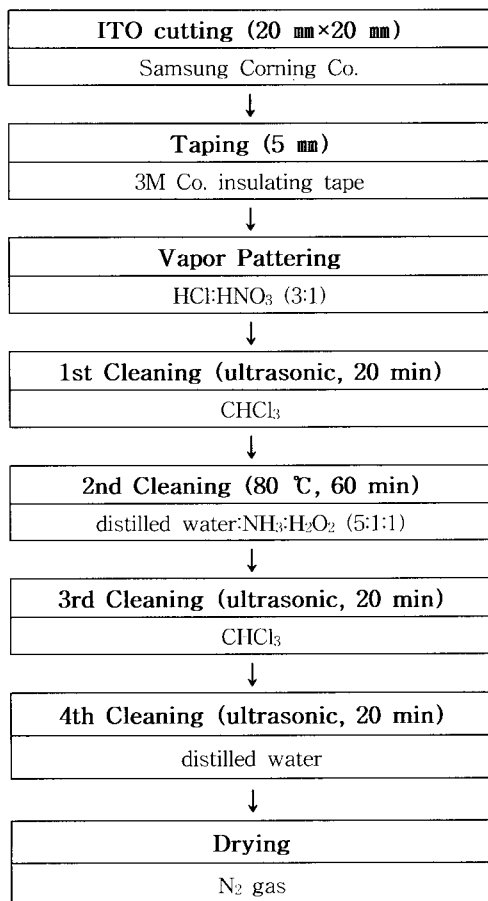 ITO cutting (20 ㎜×20 ㎜)
Samsung Corning Co.
↓
Taping (5 ㎜)
3M Co. insulating tape
↓
Vapor Pattering
HCl:HNO₃ (3:1)
↓
1st Cleaning (ultrasonic, 20 min)
CHCl₃
↓
2nd Cleaning (80 ℃, 60 min)
distilled water:NH₃:H₂O₂ (5:1:1)
↓
3rd Cleaning (ultrasonic, 20 min)
CHCl₃
↓
4th Cleaning (ultrasonic, 20 min)
distilled water
↓
Drying
N₂ gas